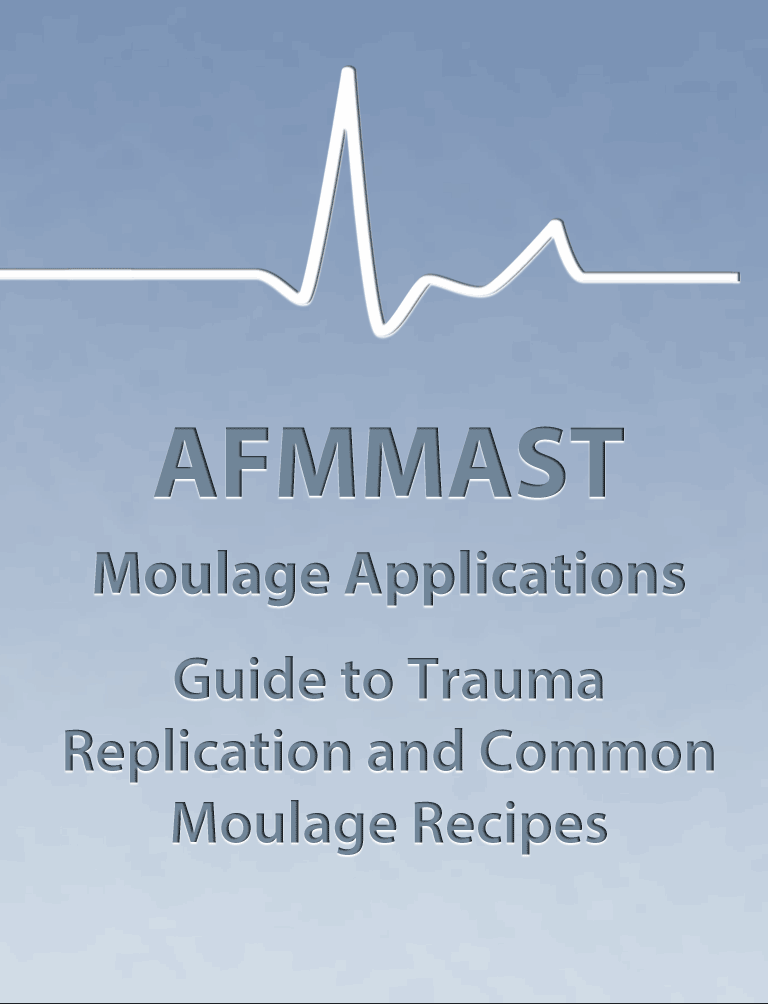 AFMMAST
Moulage Applications
Guide to Trauma
Replication and Common
Moulage Recipes